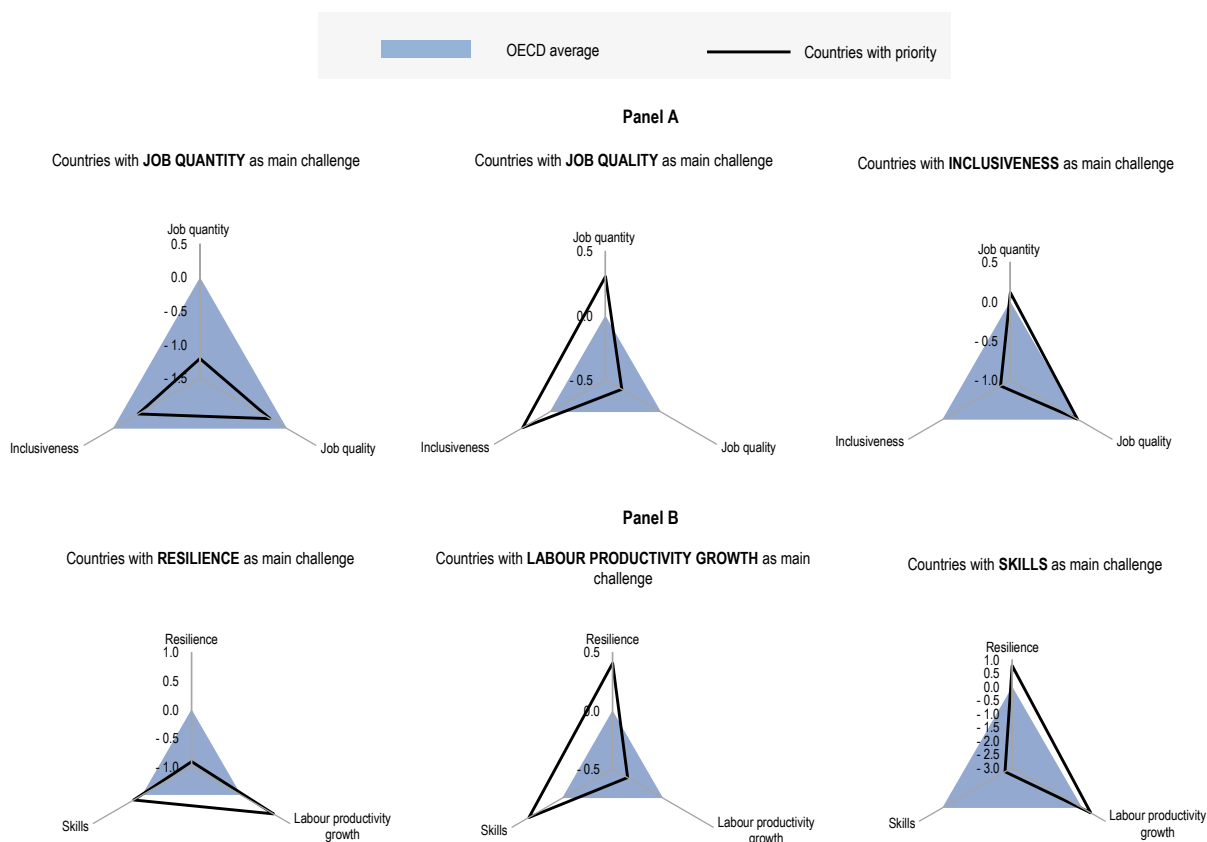 OECD average
Countries with priority
Panel A
Countries with JOB QUANTITY as main challenge
Job quantity
0.5
0.0
- 0.5
- 1.0
- 1.5
Inclusiveness
Job quality
Countries with JOB QUALITY as main challenge
Job quantity
0.5
0.0
- 0.5
Inclusiveness
Job quality
Countries with INCLUSIVENESS as main challenge
Job quantity
0.5
0.0
- 0.5
- 1.0
Inclusiveness
Job quality
Panel B
Countries with RESILIENCE as main challenge
Resilience
1.0
0.5
0.0
- 0.5
- 1.0
Skills
Labour productivity
growth
Countries with LABOUR PRODUCTIVITY GROWTH as main
challenge
Resilience
0.5
0.0
- 0.5
Skills
Labour productivity
growth
Countries with SKILLS as main challenge
Resilience
1.0
0.5
0.0
- 0.5
- 1.0
- 1.5
- 2.0
- 2.5
- 3.0
Skills
Labour productivity
growth